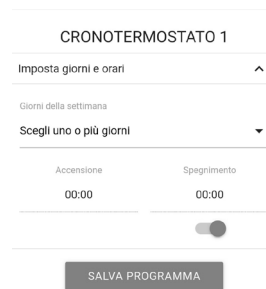 CRONOTERMOSTATO 1
Imposta giorni e orari
Giorni della settimana
Scegli uno o più giorni
Accensione Spegnimento
00:00 00:00
SALVA PROGRAMMA